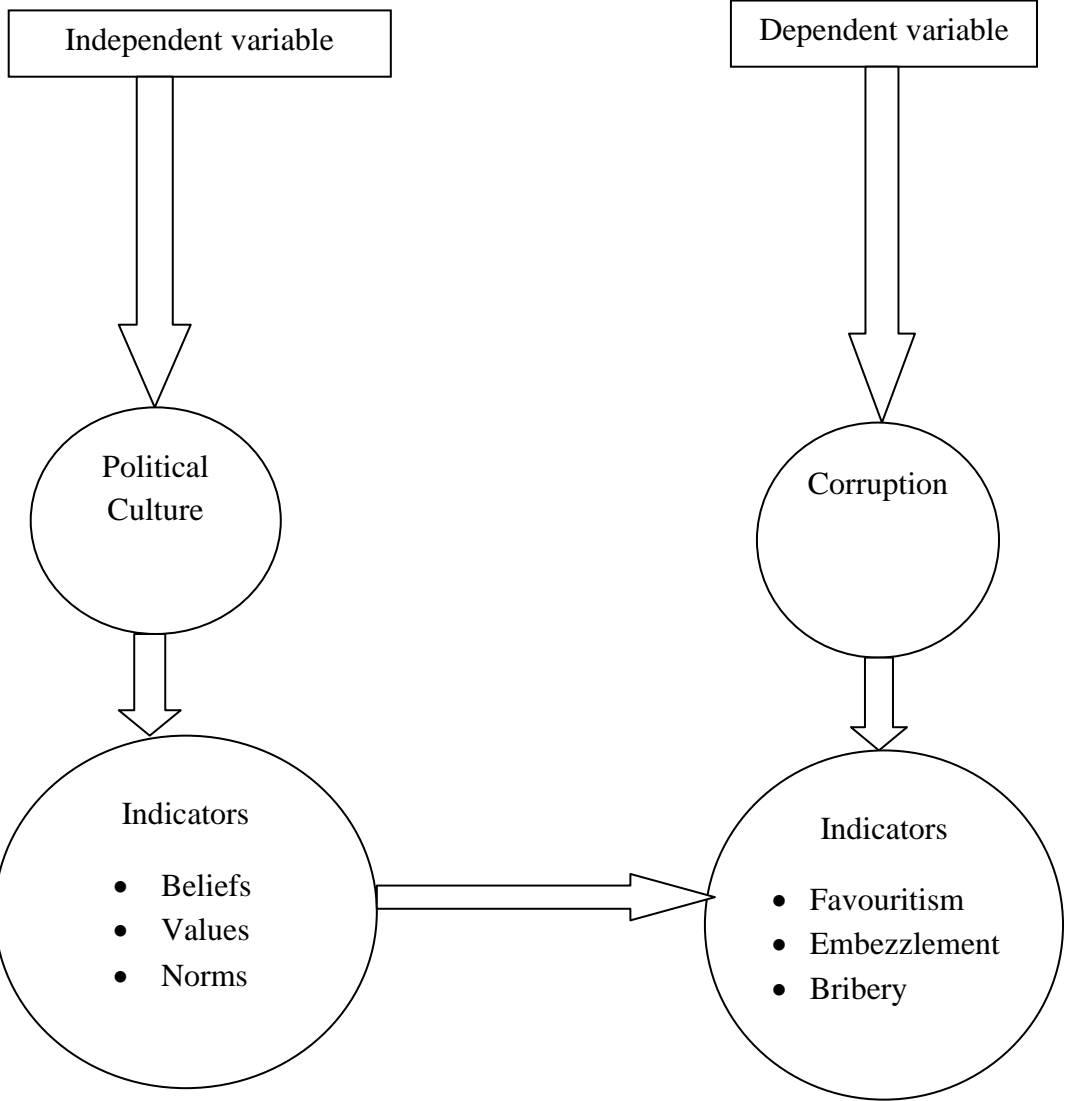 Independent variable
Dependent variable
Political
Culture
Corruption
Indicators
• Beliefs
• Values
• Norms
Indicators
• Favouritism
• Embezzlement
• Bribery